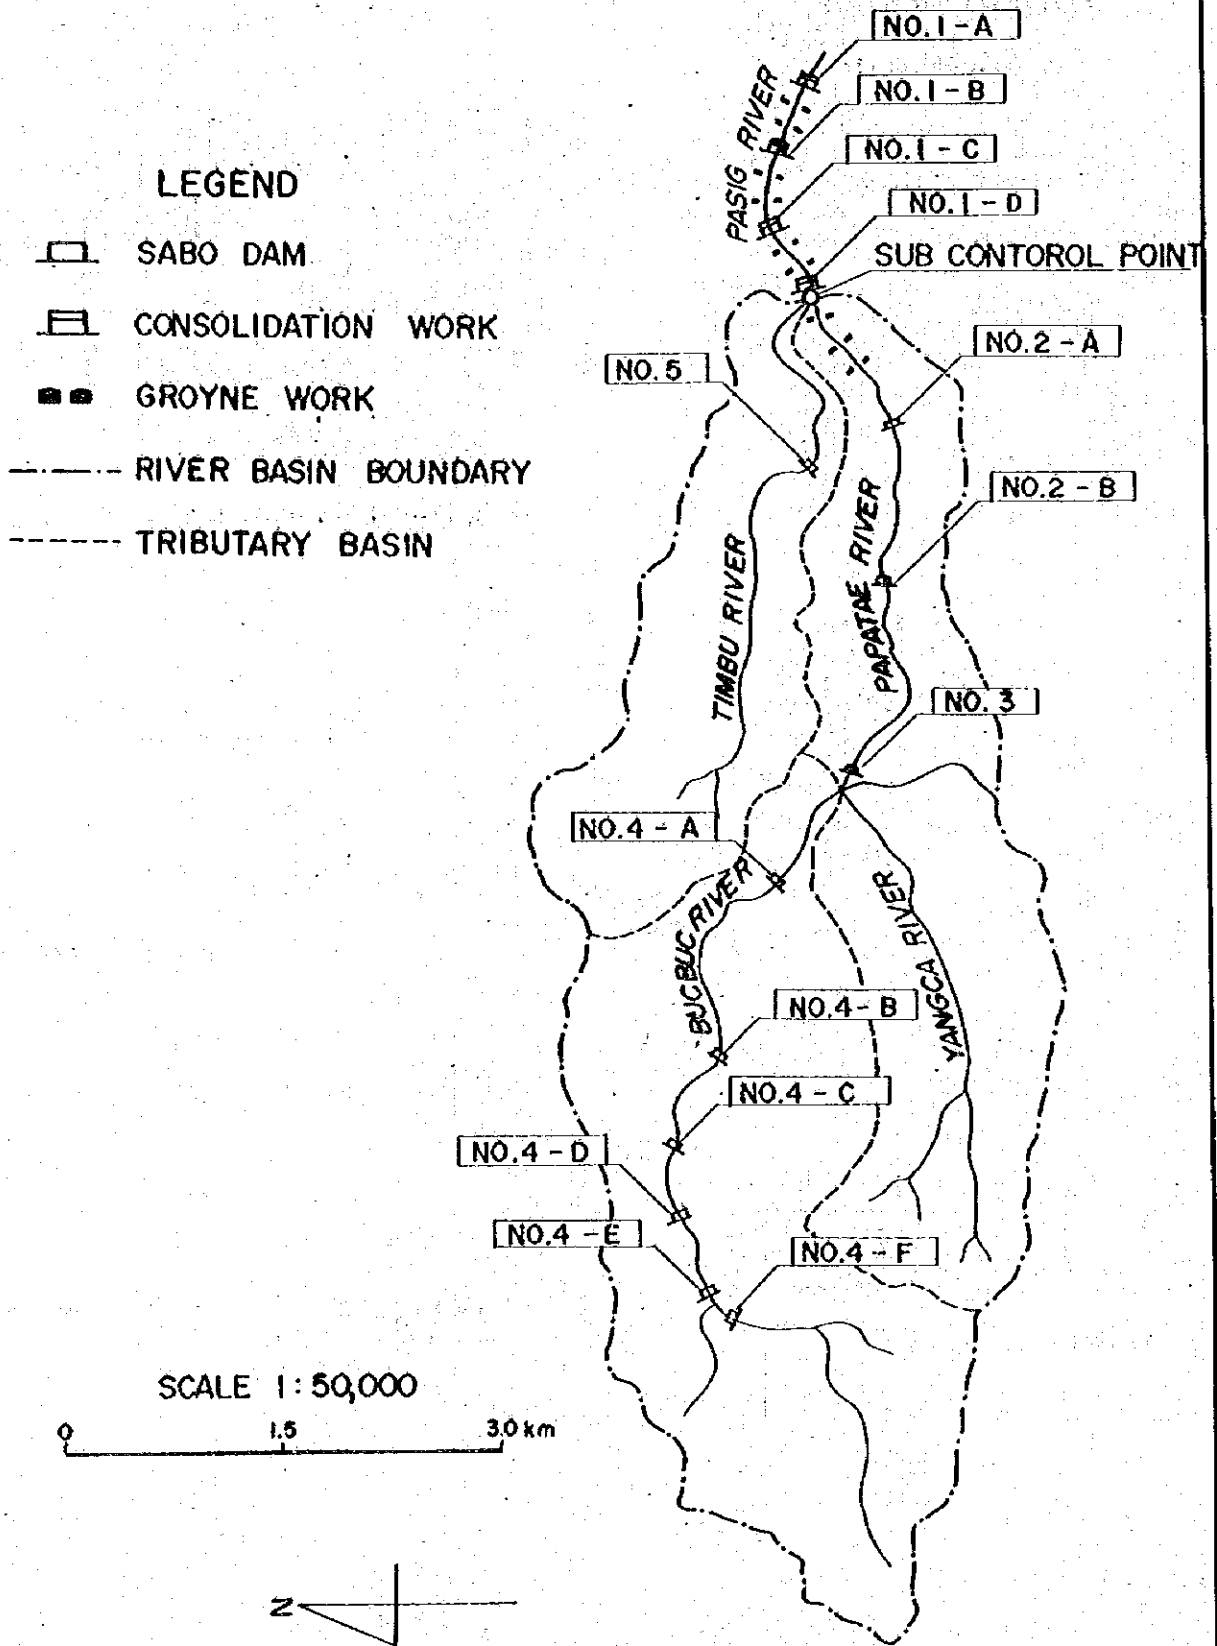 NO.1-A
NO.1-B
NO.1-C
NO.1-D
PASIG RIVER
SUB CONTOROL POINT
LEGEND
SABO DAM
CONSOLIDATION WORK
GROYNE WORK
RIVER BASIN BOUNDARY
TRIBUTARY BASIN
NO.2-A
NO.5
NO.2-B
PAPATAE RIVER
TIMBU RIVER
NO.3
NO.4-A
BUCBUC RIVER
YANGCA RIVER
NO.4-B
NO.4-C
NO.4-D
NO.4-E
NO.4-F
SCALE 1:50,000
0 1.5 3.0 km
N